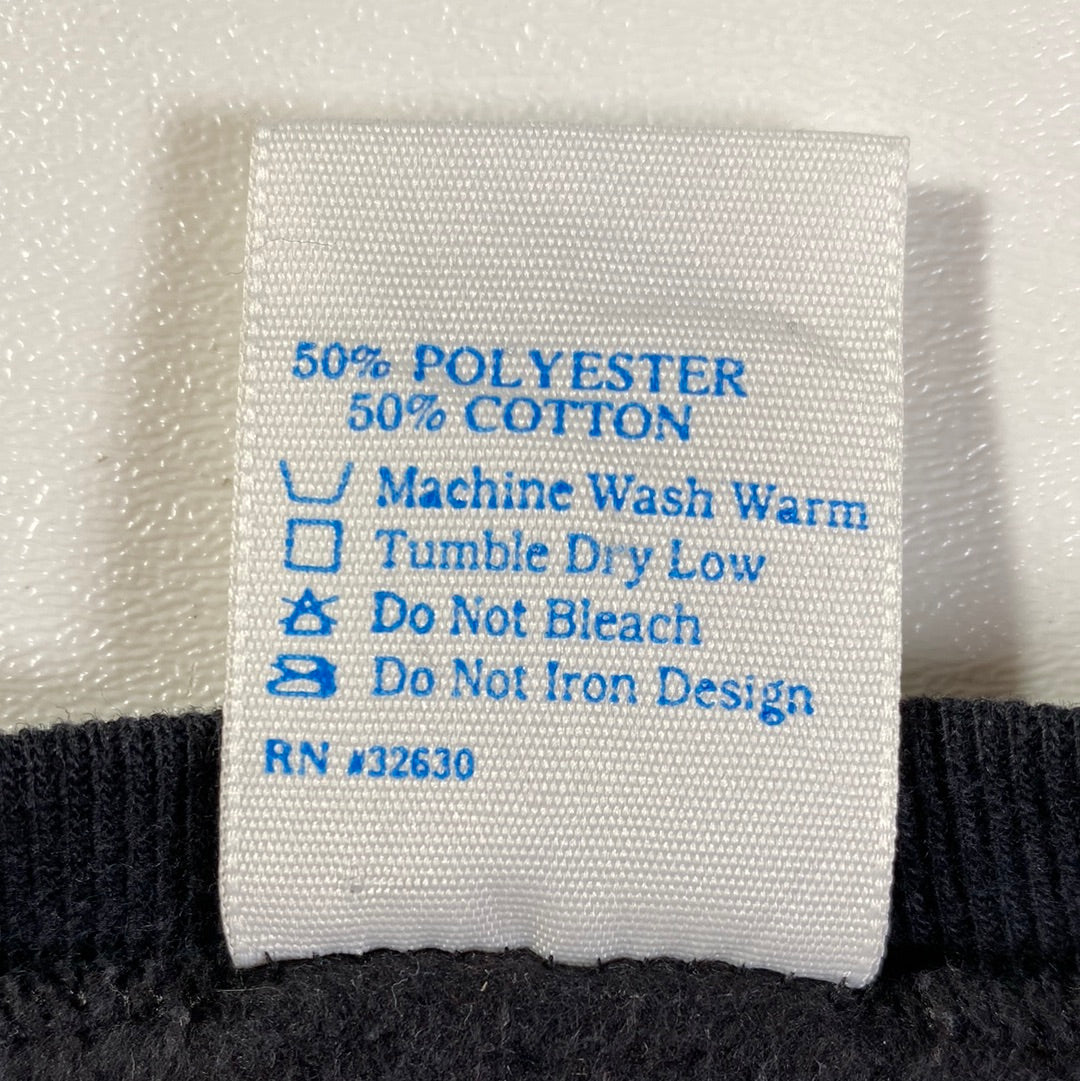 50% POLYESTER
50% COTTON
Machine Wash Warm
Tumble Dry Low
Do Not Bleach
Do Not Iron Design
RN #32630